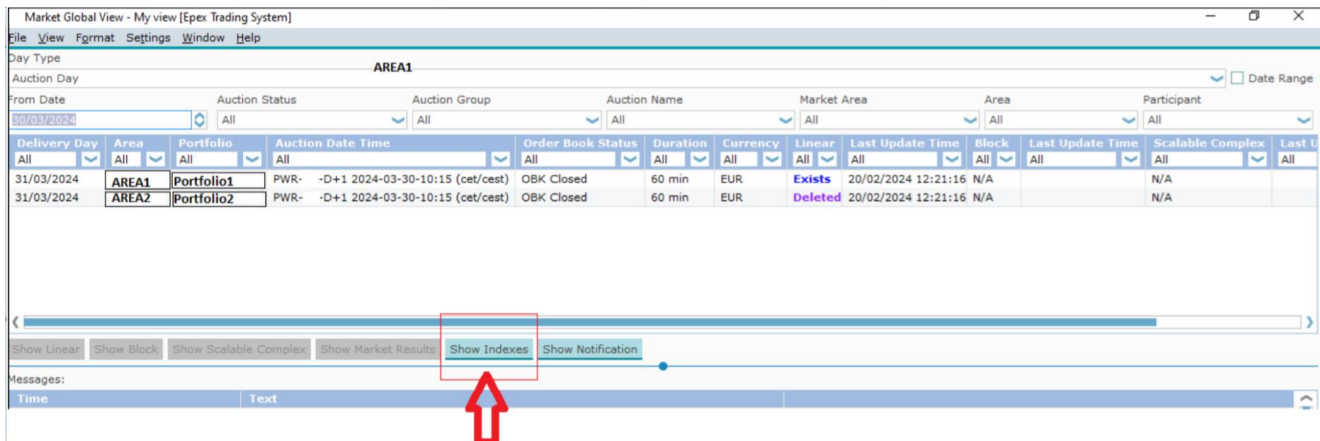 Market Global View - My view [Epex Trading System]
File View Format Settings Window Help
Day Type
AREA1
Auction Day Date Range
From Date Auction Status Auction Group Auction Name Market Area Area Participant
30/03/2024 All All All All All All
Delivery Day Area Portfolio Auction Date Time Order Book Status Duration Currency Linear Last Update Time Block Last Update Time Scalable Complex Last U
All All All All All All All All All All All All All
31/03/2024 AREA1 Portfolio1 PWR- -D+1 2024-03-30-10:15 (cet/cest) OBK Closed 60 min EUR Exists 20/02/2024 12:21:16 N/A N/A
31/03/2024 AREA2 Portfolio2 PWR- -D+1 2024-03-30-10:15 (cet/cest) OBK Closed 60 min EUR Deleted 20/02/2024 12:21:16 N/A N/A
Show Linear Show Block Show Scalable Complex Show Market Results Show Indexes Show Notification
Messages:
Time Text